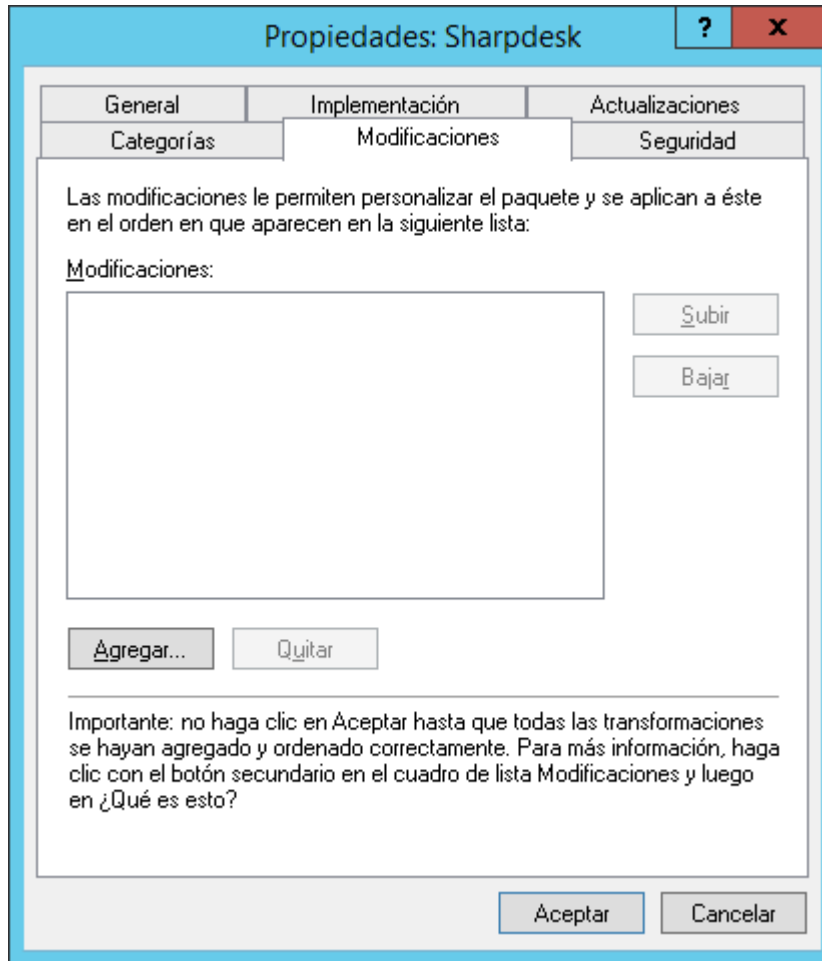 Propiedades: Sharpdesk
?
x
General
Implementación
Actualizaciones
Categorías
Modificaciones
Seguridad
Las modificaciones le permiten personalizar el paquete y se aplican a éste
en el orden en que aparecen en la siguiente lista:
Modificaciones:
Subir
Bajar
Agregar...
Quitar
Importante: no haga clic en Aceptar hasta que todas las transformaciones
se hayan agregado y ordenado correctamente. Para más información, haga
clic con el botón secundario en el cuadro de lista Modificaciones y luego
en ¿Qué es esto?
Aceptar
Cancelar